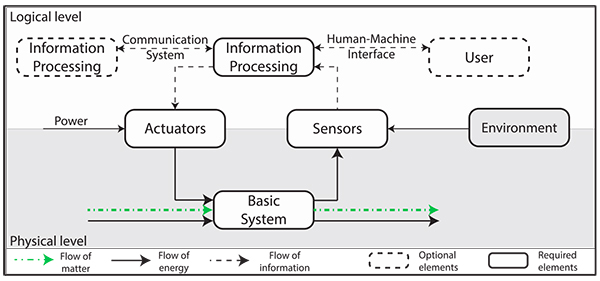 Logical level
Information
Processing
Communication
System
Information
Processing
Human-Machine
Interface
User
Power
Actuators
Sensors
Environment
Basic
System
Physical level
Flow of
matter
Flow of
energy
Flow of
information
Optional
elements
Required
elements